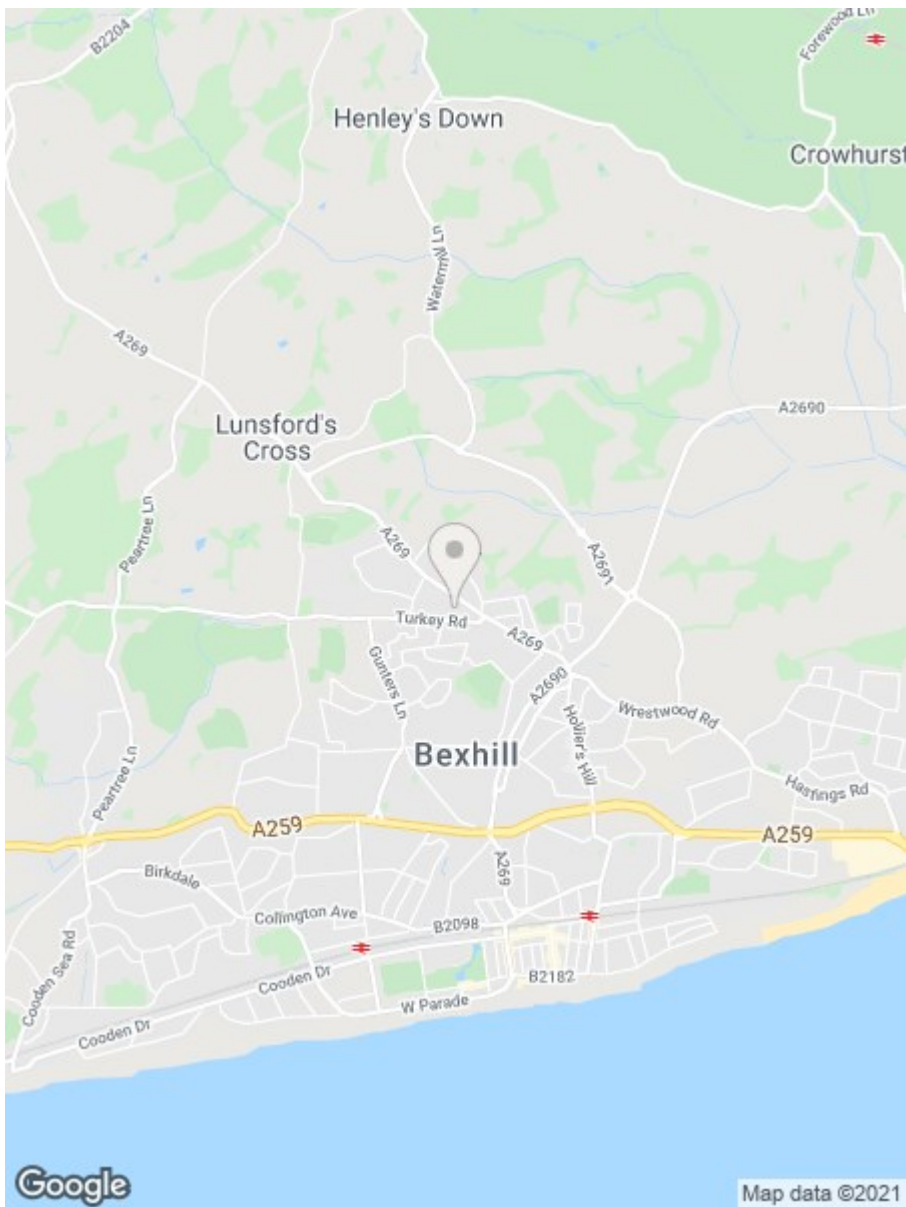 Forewood Ln
B2204
Henley's Down
Crowhurst
Watermill Ln
A269
A2690
Lunsford's
Cross
Peartree Ln
A269
A2691
Turkey Rd
A269
Gunters Ln
A2690
Wrestwood Rd
Hollier's Hill
Bexhill
Peartree Ln
Hastings Rd
A259
A259
A269
Birkdale
Collington Ave
B2098
Cooden Sea Rd
Cooden Dr
B2182
W Parade
Cooden Dr
Google
Map data ©2021